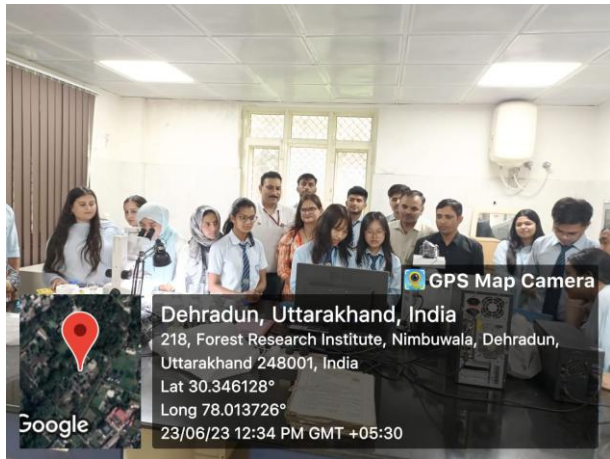 GPS Map Camera
Dehradun, Uttarakhand, India
218, Forest Research Institute, Nimbuwala, Dehradun,
Uttarakhand 248001, India
Lat 30.346128°
Long 78.013726°
23/06/23 12:34 PM GMT +05:30
Google